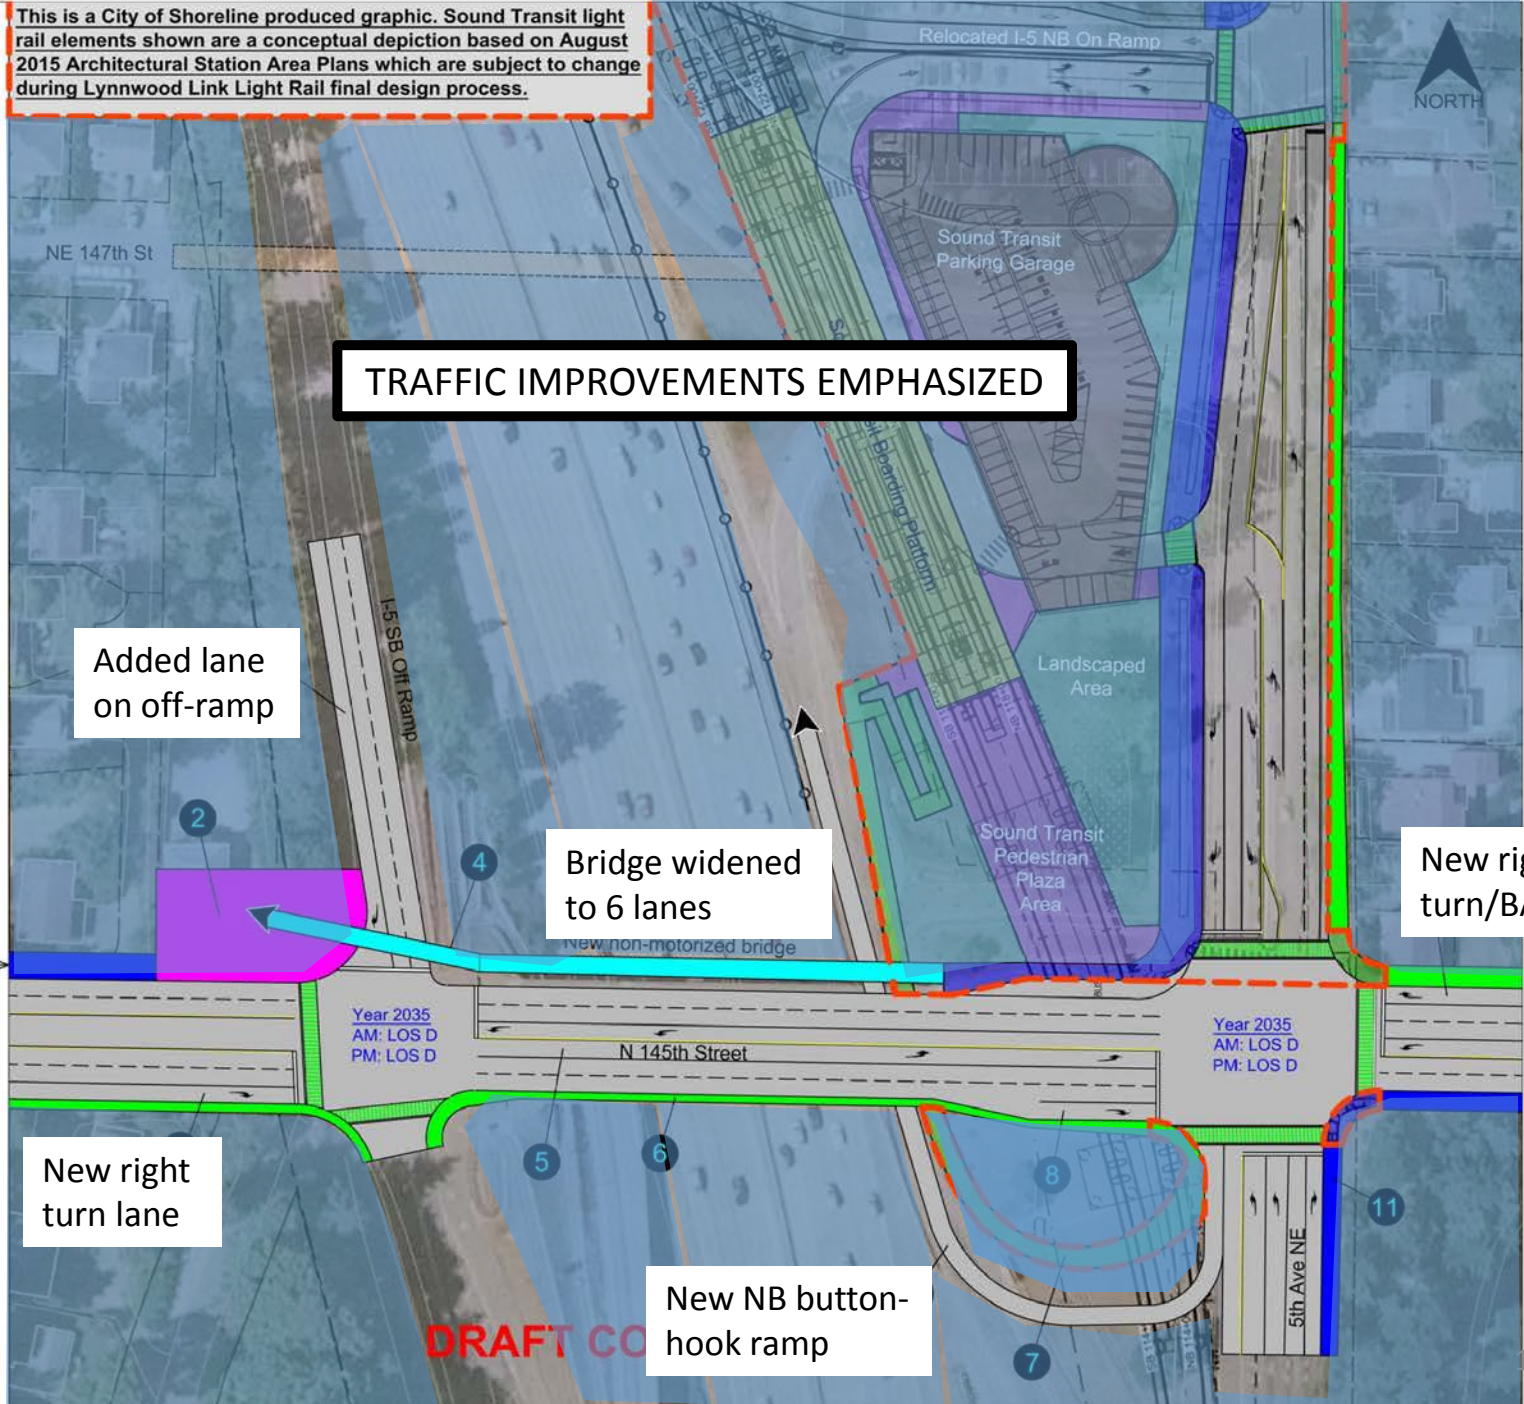 This is a City of Shoreline produced graphic. Sound Transit light
rail elements shown are a conceptual depiction based on August
2015 Architectural Station Area Plans which are subject to change
during Lynnwood Link Light Rail final design process.
Relocated I-5 NB On Ramp
NORTH
NE 147th St
Sound Transit
Parking Garage
TRAFFIC IMPROVEMENTS EMPHASIZED
Boarding Platform
I-5 SB Off Ramp
Added lane
on off-ramp
Landscaped
Area
2
4
Bridge widened
to 6 lanes
Sound Transit
Pedestrian
Plaza
Area
New
turn/
New non-motorized bridge
Year 2035
AM: LOS D
PM: LOS D
N 145th Street
Year 2035
AM: LOS D
PM: LOS D
New right
turn lane
5
6
8
11
5th Ave NE
New NB button-
hook ramp
7
DRAFT